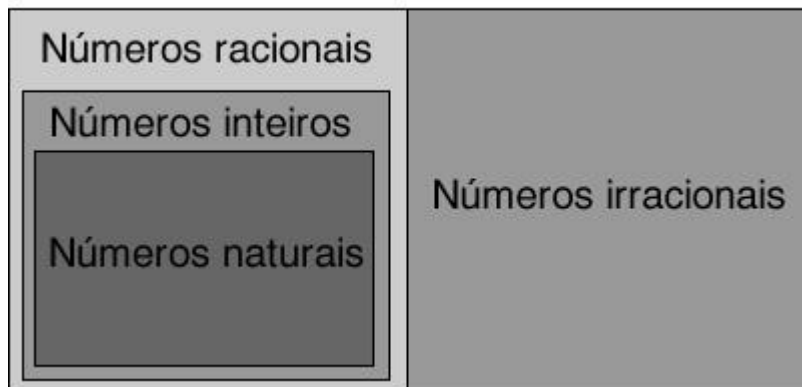 Números racionais
Números inteiros
Números naturais
Números irracionais